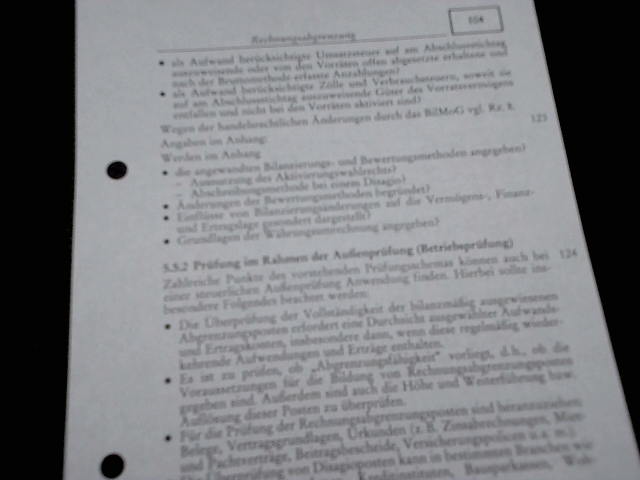 Rechnungsabgrenzung
104
• als Aufwand berücksichtigte Umsatzsteuer auf am Abschlussstichtag
auszuweisende oder von den Vorräten offen abgesetzte erhaltene und
nach der Bruttomethode erfasste Anzahlungen?
• als Aufwand berücksichtigte Zölle und Verbrauchsteuern, soweit sie
auf am Abschlussstichtag auszuweisende Güter des Vorratsvermögens
entfallen und nicht bei den Vorräten aktiviert sind?
Wegen der handelsrechtlichen Änderungen durch das BilMoG vgl. Rz. 8.
Angaben im Anhang:
123
Werden im Anhang
• die angewandten Bilanzierungs- und Bewertungsmethoden angegeben?
– Ausnutzung des Aktivierungswahlrechts?
– Abschreibungsmethode bei einem Disagio?
• Änderungen der Bewertungsmethoden begründet?
• Einflüsse von Bilanzierungsänderungen auf die Vermögens-, Finanz-
und Ertragslage gesondert dargestellt?
• Grundlagen der Währungsumrechnung angegeben?
5.5.2 Prüfung im Rahmen der Außenprüfung (Betriebsprüfung)
Zahlreiche Punkte des vorstehenden Prüfungsschemas können auch bei 124
einer steuerlichen Außenprüfung Anwendung finden. Hierbei sollte ins-
besondere Folgendes beachtet werden:
• Die Überprüfung der Vollständigkeit der bilanzmäßig ausgewiesenen
Abgrenzungsposten erfordert eine Durchsicht ausgewählter Aufwands-
und Ertragskonten, insbesondere dann, wenn diese regelmäßig wieder-
kehrende Aufwendungen und Erträge enthalten.
• Es ist zu prüfen, ob „Abgrenzungsfähigkeit“ vorliegt, d.h., ob die
Voraussetzungen für die Bildung von Rechnungsabgrenzungsposten
gegeben sind. Außerdem sind auch die Höhe und Weiterführung bzw.
Auflösung dieser Posten zu überprüfen.
• Für die Prüfung der Rechnungsabgrenzungsposten sind heranzuziehen:
Belege, Vertragsgrundlagen, Urkunden (z.B. Zinsabrechnungen, Miet-
und Pachtverträge, Beitragsbescheide, Versicherungspolicen u.a. m.).
Die Überprüfung von Disagioposten kann in bestimmten Branchen wie
Kreditinstituten, Bausparkassen,